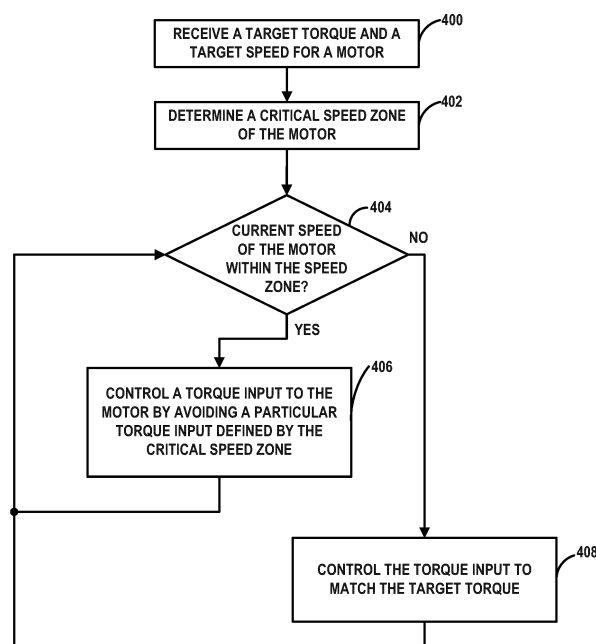 RECEIVE A TARGET TORQUE AND A
TARGET SPEED FOR A MOTOR
400
DETERMINE A CRITICAL SPEED ZONE
OF THE MOTOR
402
404
CURRENT SPEED
OF THE MOTOR
WITHIN THE SPEED
ZONE?
NO
YES
406
CONTROL A TORQUE INPUT TO THE
MOTOR BY AVOIDING A PARTICULAR
TORQUE INPUT DEFINED BY THE
CRITICAL SPEED ZONE
408
CONTROL THE TORQUE INPUT TO
MATCH THE TARGET TORQUE